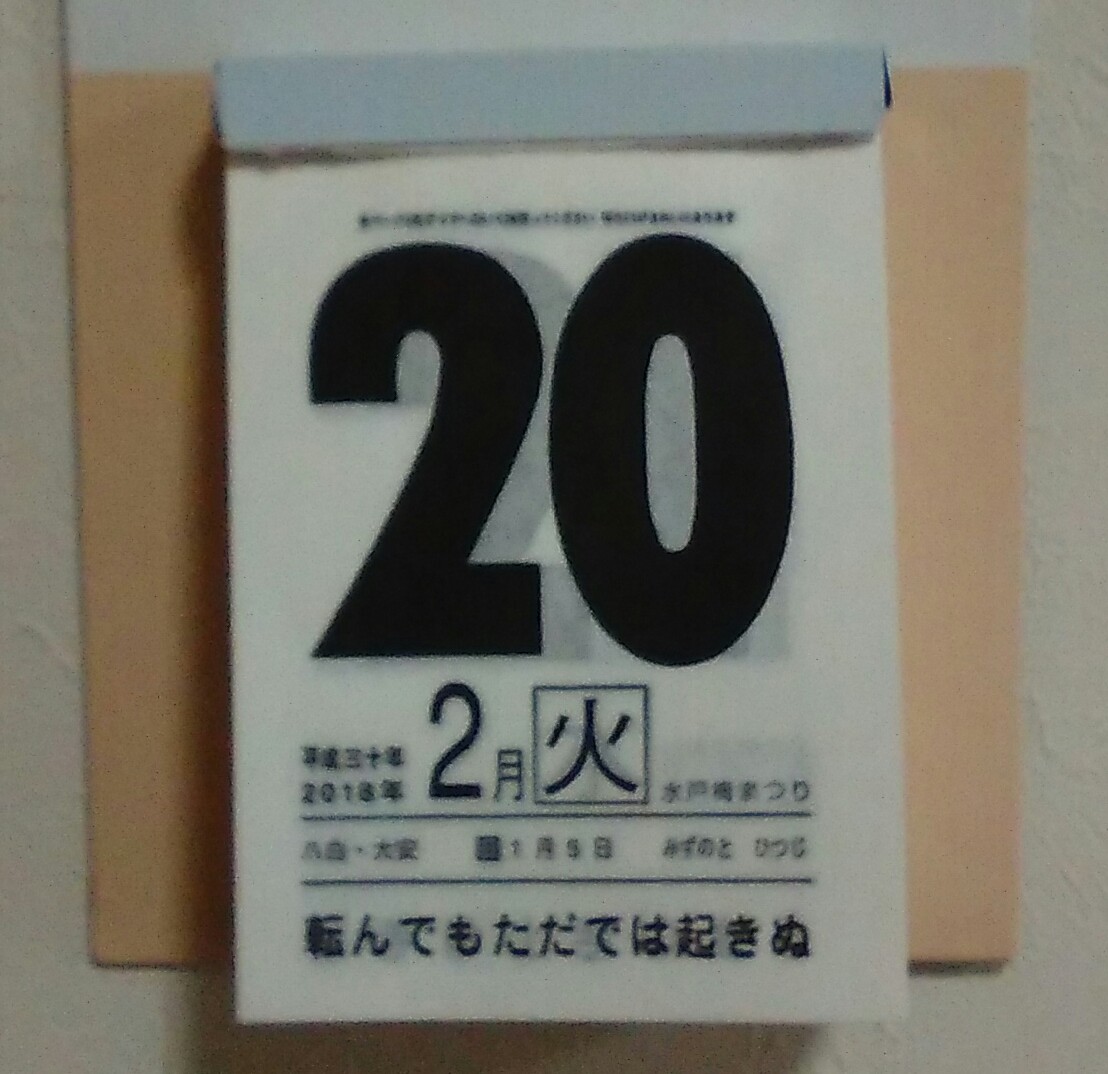 20
平成三十年
2018年
2月
火
水戸梅まつり
八白・大安 旧1月5日 みずのと ひつじ
転んでもただでは起きぬ